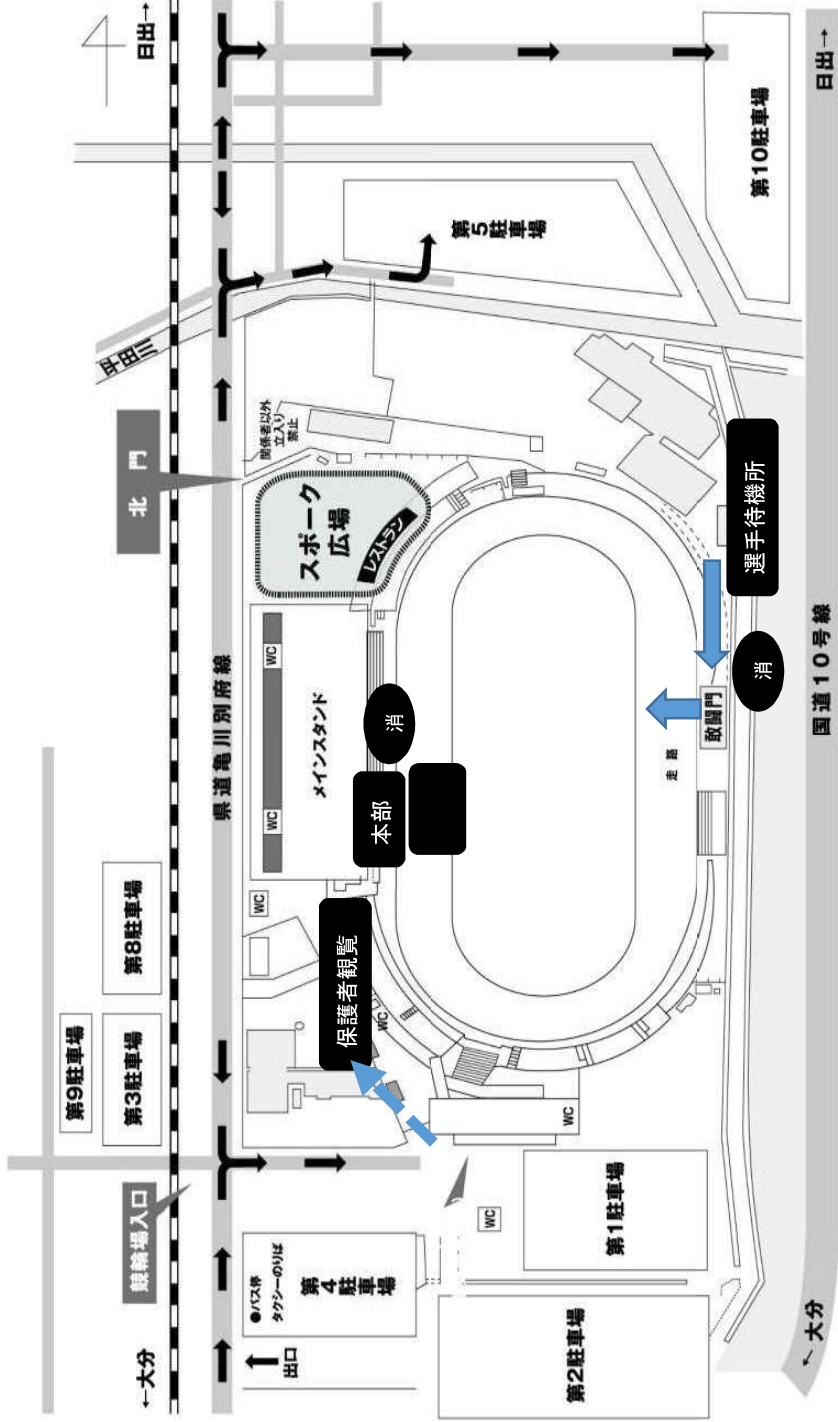 ←大分
日出→
第9駐車場
第3駐車場
第8駐車場
競輪場入口
北門
平田川
県道亀川別府線
出口
●バス停
タクシーのりば
第4
駐車場
WC
WC
WC
メインスタンド
スポーク
広場
レストラン
関係者以外
立入り
禁止
第5
駐車場
第10駐車場
保護者観覧
WC
本部
消
WC
WC
第1駐車場
第2駐車場
走路
敢闘門
消
選手待機所
←大分
国道10号線
日出→